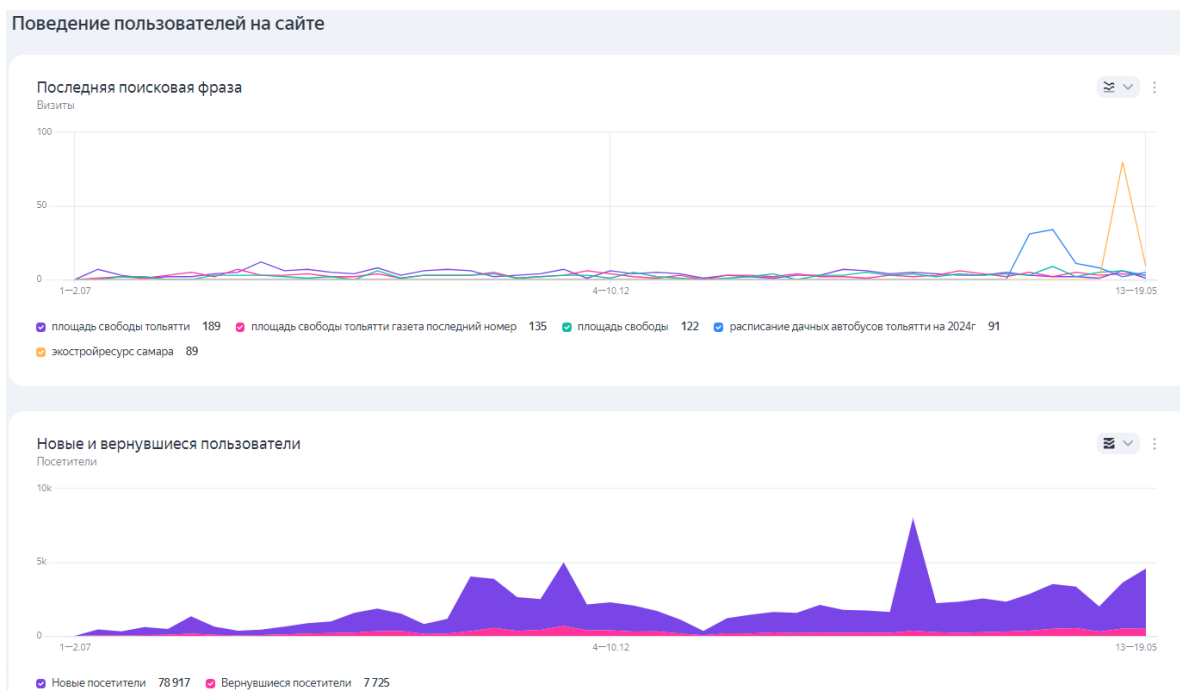 Поведение пользователей на сайте
Последняя поисковая фраза
Визиты
100
50
0
1—2.07
4—10.12
13—19.05
площадь свободы тольятти 189 площадь свободы тольятти газета последний номер 135 площадь свободы 122 расписание дачных автобусов тольятти на 2024г 91
экостройресурс самара 89
Новые и вернувшиеся пользователи
Посетители
10k
5k
0
1—2.07
4—10.12
13—19.05
Новые посетители 78 917 Вернувшиеся посетители 7 725